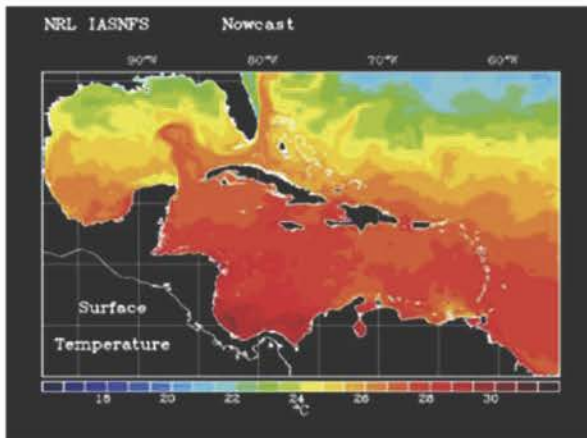 NRL IASNFS Nowcast
90°W 80°W 70°W 60°W
Surface
Temperature
18 20 22 24 26 28 30
°C